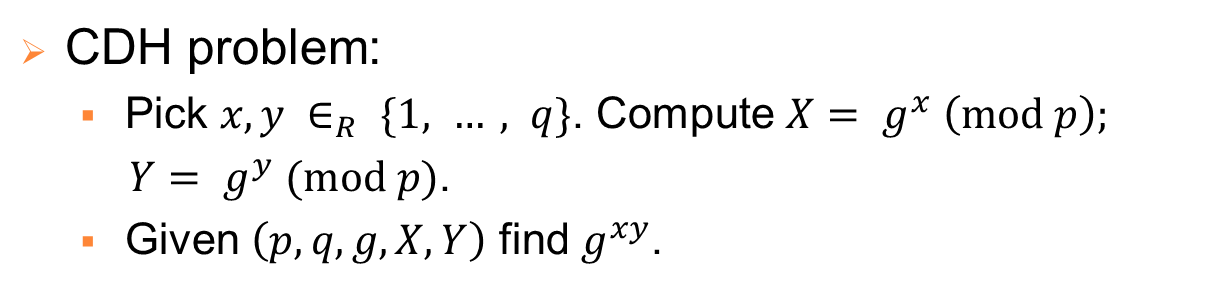 ➢ CDH problem:
▪ Pick x, y ∈_R {1, … , q}. Compute X = g^x (mod p);
Y = g^y (mod p).
▪ Given (p, q, g, X, Y) find g^{xy}.